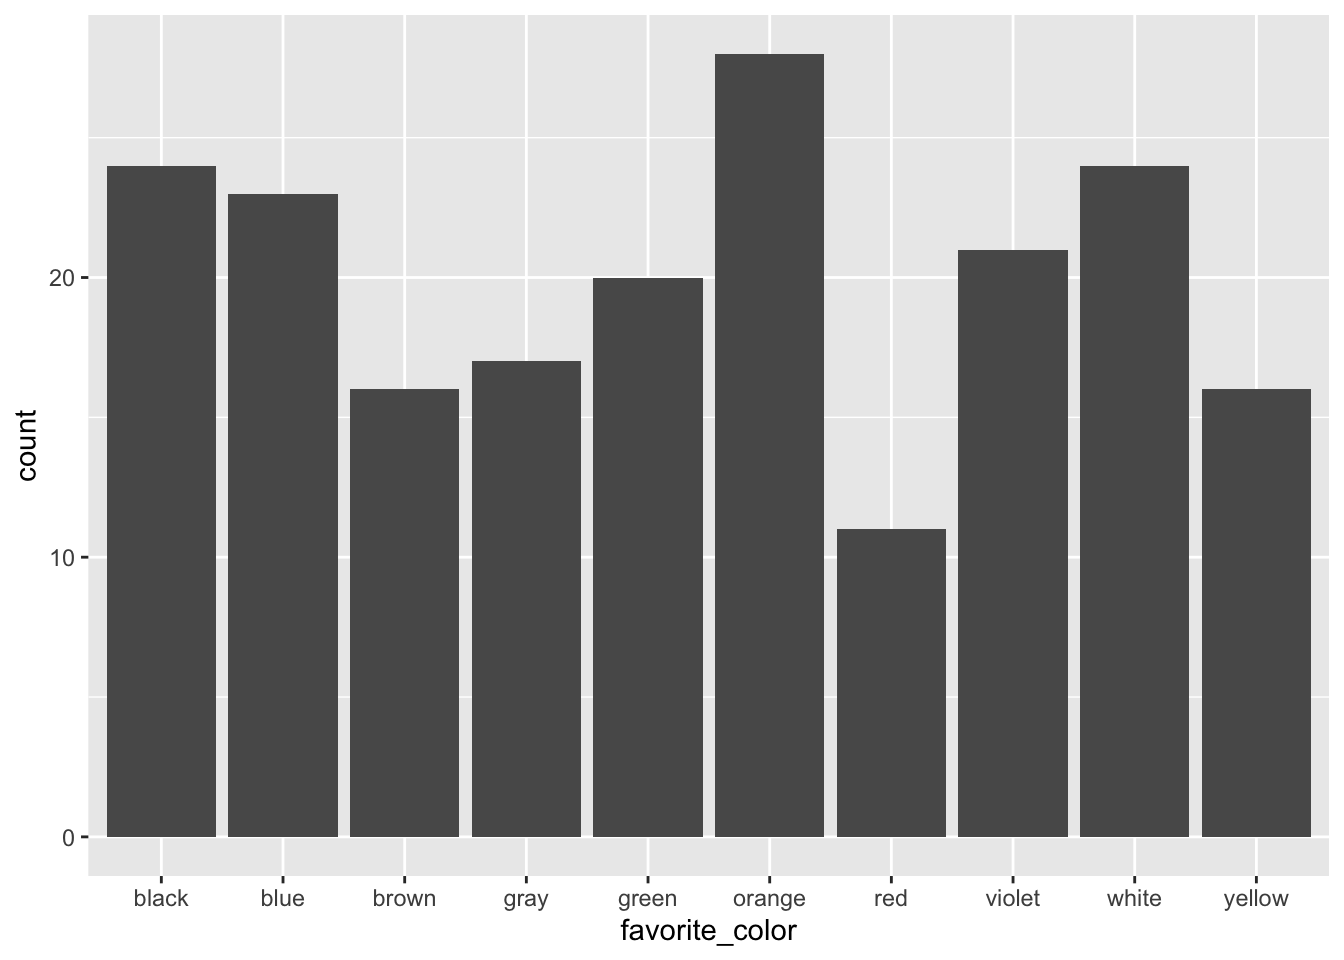 count
20
10
0
black blue brown gray green orange red violet white yellow
favorite_color